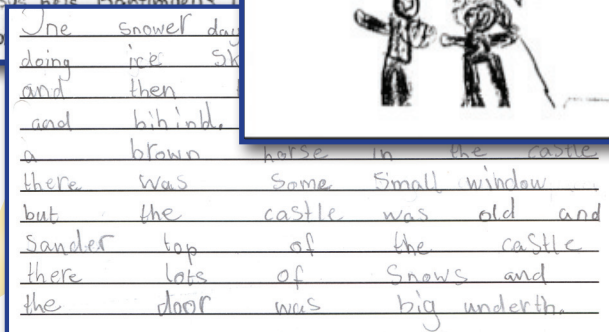 One snower day
doing ice sk
and then
and bihind,
a brown horse in the castle
there was some small window
but the castle was old and
Sander top of the castle
there lots of snows and
the door was big underth.